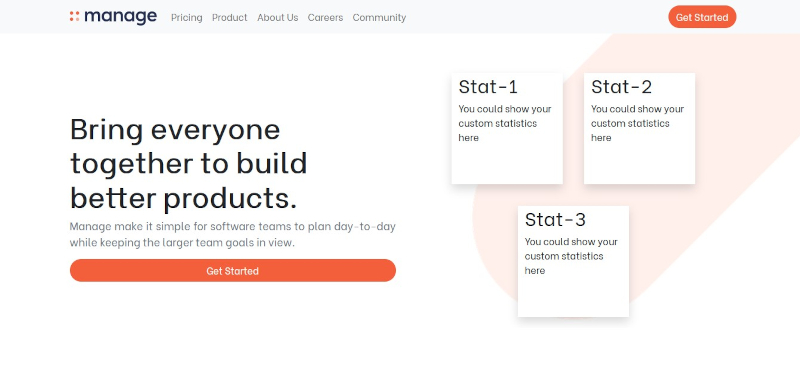 manage Pricing Product About Us Careers Community Get Started
Bring everyone
together to build
better products.
Manage make it simple for software teams to plan day-to-day
while keeping the larger team goals in view.
Get Started
Stat-1
You could show your
custom statistics
here
Stat-2
You could show your
custom statistics
here
Stat-3
You could show your
custom statistics
here